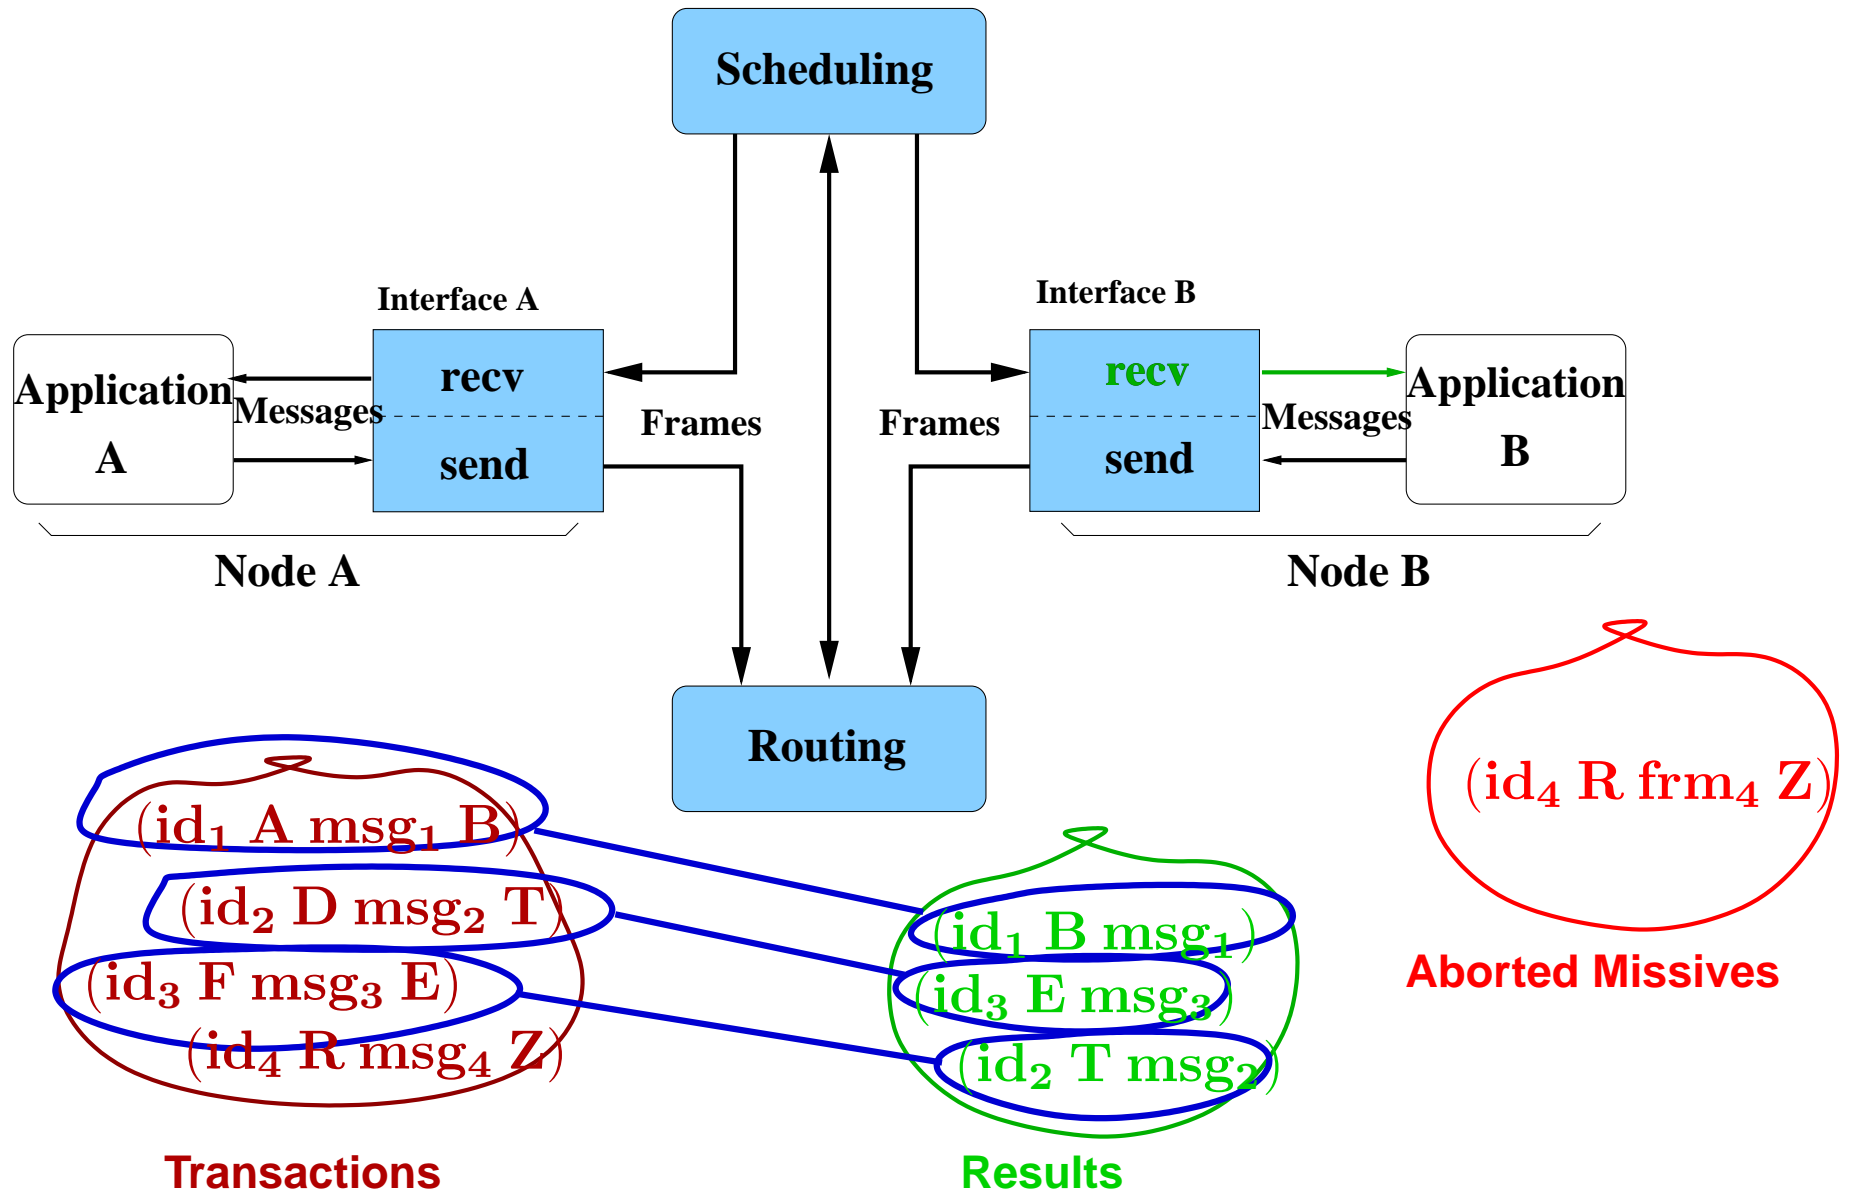 Scheduling
Interface A
Interface B
Application
A
Messages
recv
send
Frames
Frames
recv
send
Messages
Application
B
Node A
Node B
Routing
(id₁ A msg₁ B)
(id₂ D msg₂ T)
(id₃ F msg₃ E)
(id₄ R msg₄ Z)
Transactions
(id₁ B msg₁)
(id₃ E msg₃)
(id₂ T msg₂)
Results
(id₄ R frm₄ Z)
Aborted Missives